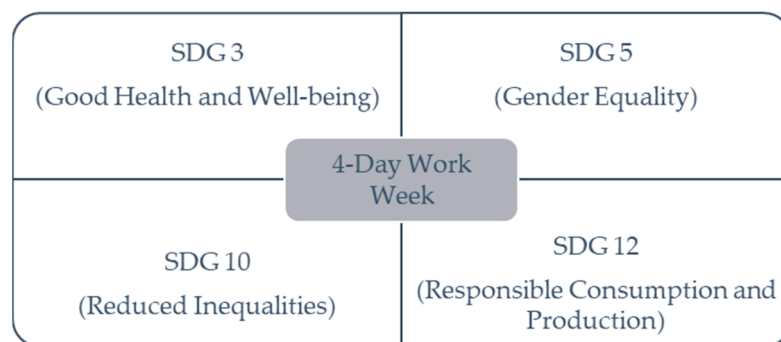 SDG 3
(Good Health and Well-being)
SDG 5
(Gender Equality)
4-Day Work
Week
SDG 10
(Reduced Inequalities)
SDG 12
(Responsible Consumption and
Production)